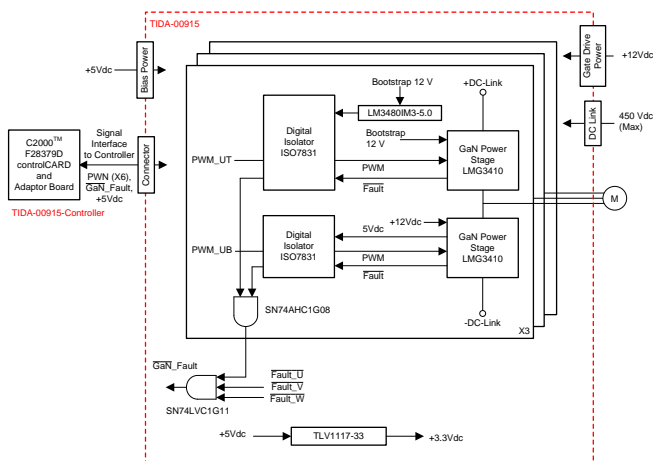 TIDA-00915
+5Vdc
Bias Power
Gate Drive
Power
+12Vdc
DC Link
450 Vdc
(Max)
C2000™
F28379D
controlCARD
and
Adaptor Board
TIDA-00915-Controller
Signal
Interface
to Controller
PWN (X6),
GaN_Fault,
+5Vdc
Connector
Bootstrap 12 V
LM3480IM3-5.0
+DC-Link
Digital
Isolator
ISO7831
Bootstrap
12 V
GaN Power
Stage
LMG3410
PWM_UT
PWM
Fault
M
+12Vdc
5Vdc
Digital
Isolator
ISO7831
GaN Power
Stage
LMG3410
PWM_UB
PWM
Fault
SN74AHC1G08
-DC-Link
X3
GaN_Fault
Fault_U
Fault_V
Fault_W
SN74LVC1G11
+5Vdc
TLV1117-33
+3.3Vdc